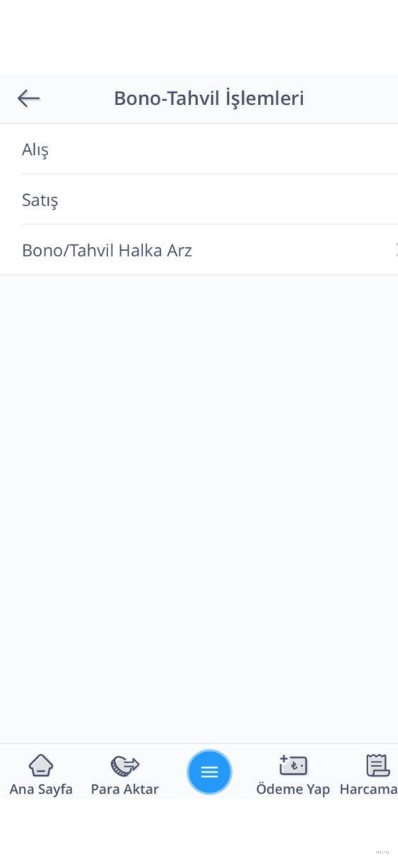 Bono-Tahvil İşlemleri
Alış
Satış
Bono/Tahvil Halka Arz
Ana Sayfa
Para Aktar
Ödeme Yap
Harcama